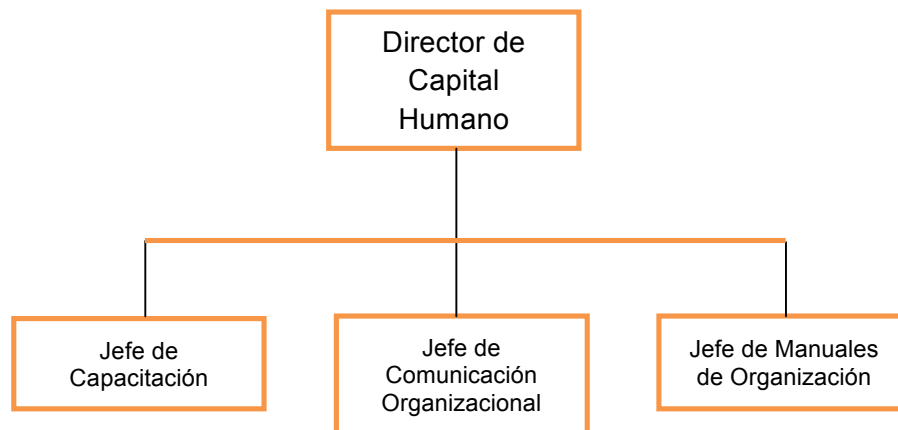 Director de
Capital
Humano
Jefe de
Capacitación
Jefe de
Comunicación
Organizacional
Jefe de Manuales
de Organización